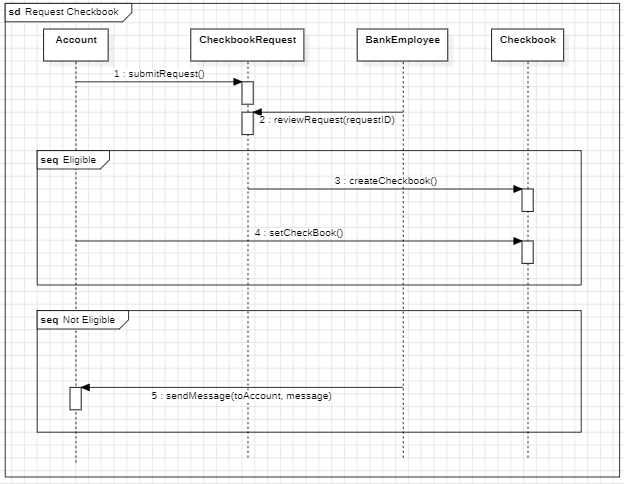 sd Request Checkbook
Account
CheckbookRequest
BankEmployee
Checkbook
1 : submitRequest()
2 : reviewRequest(requestID)
seq Eligible
3 : createCheckbook()
4 : setCheckBook()
seq Not Eligible
5 : sendMessage(toAccount, message)